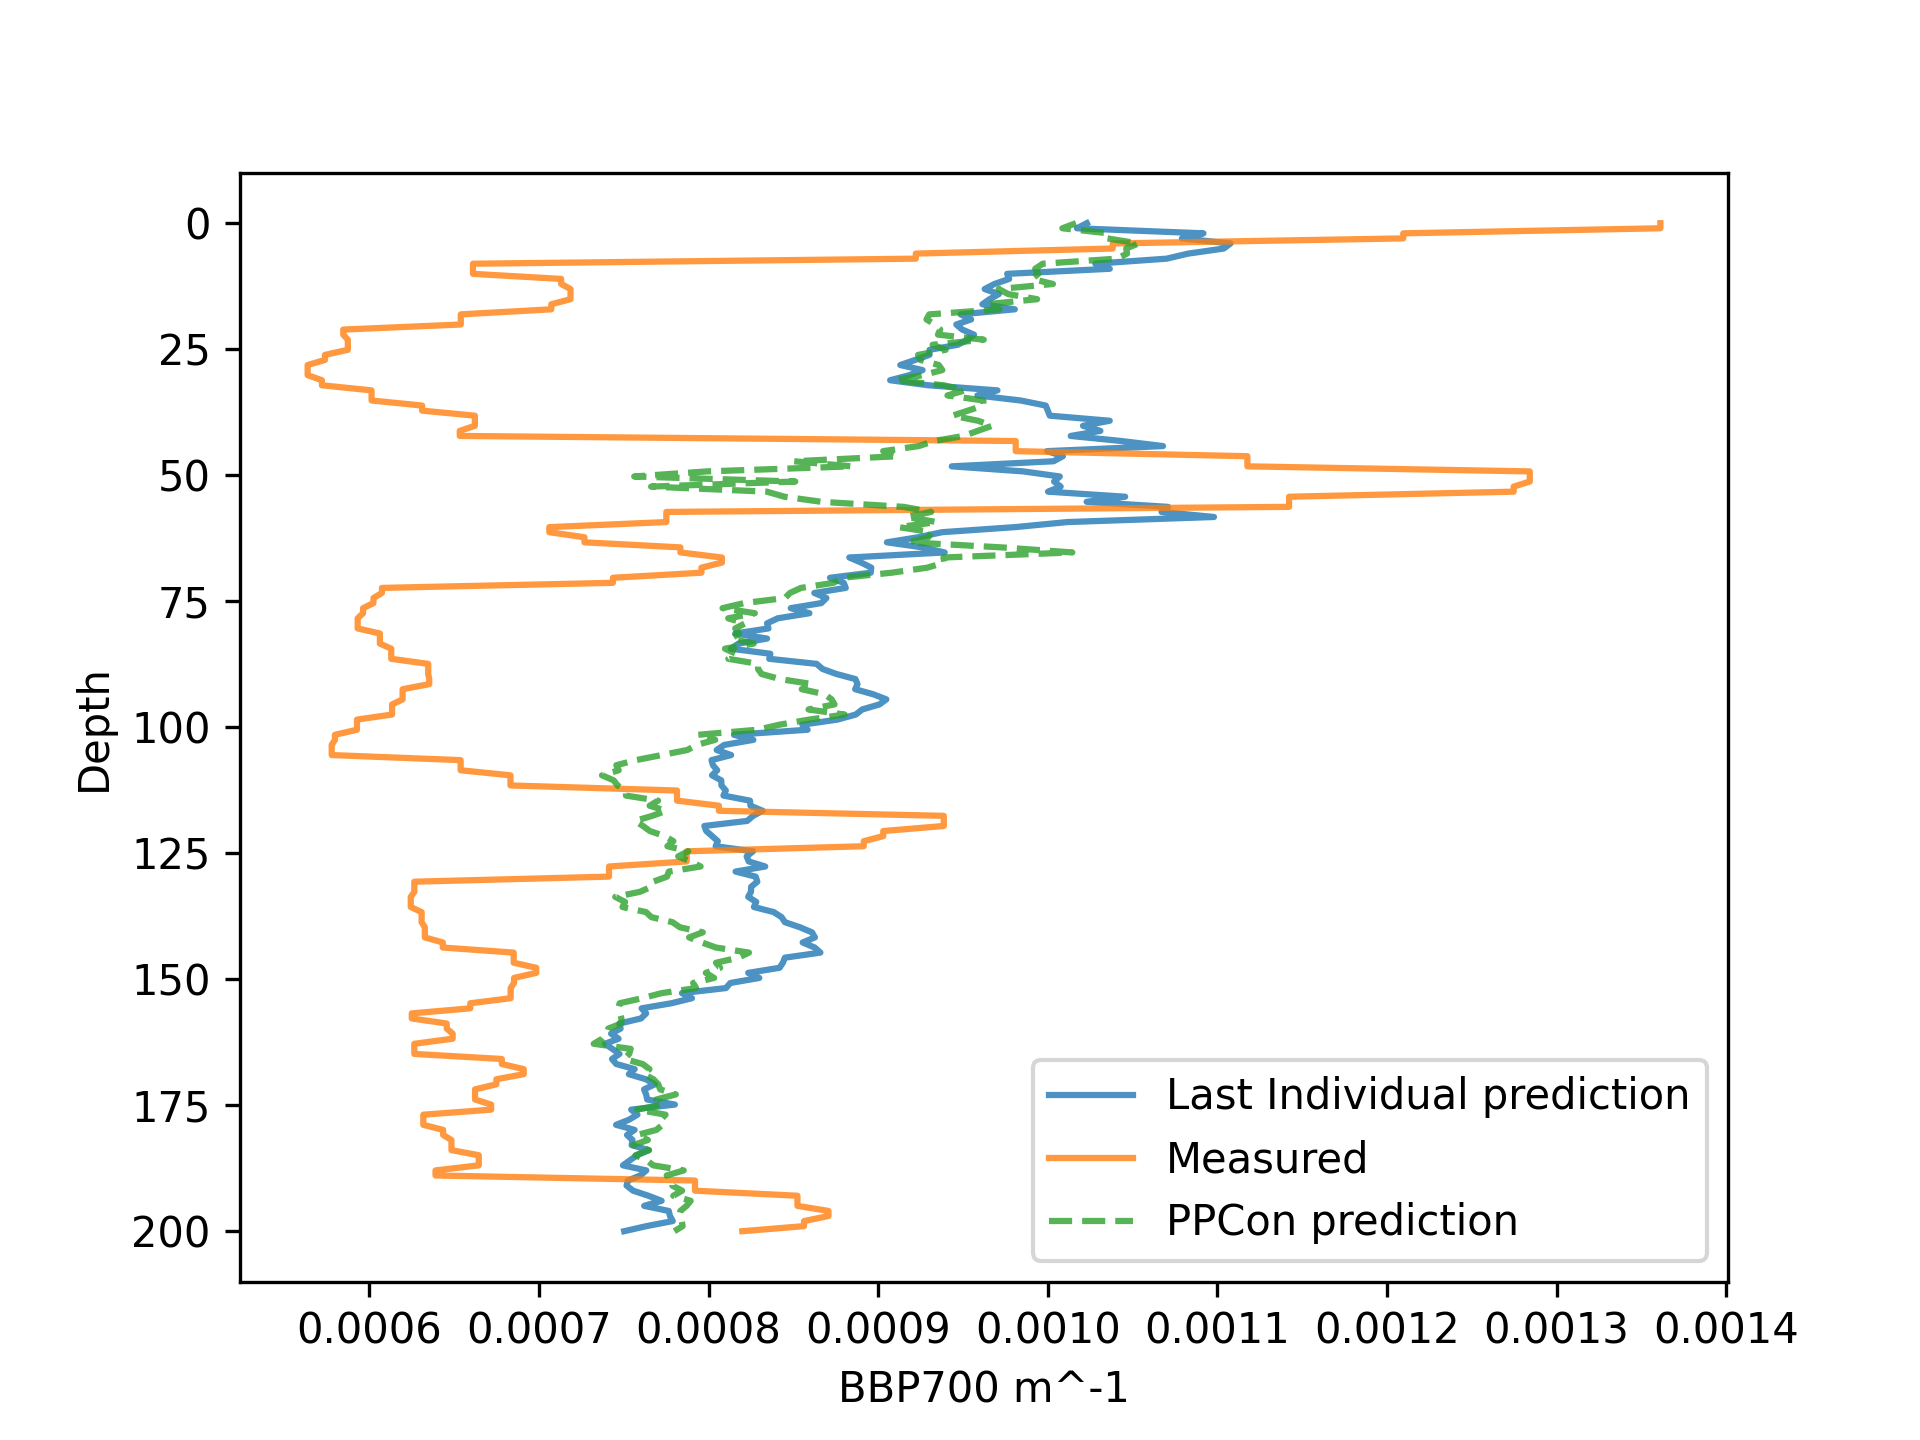 0
25
50
75
100
125
150
175
200
Depth
0.0006 0.0007 0.0008 0.0009 0.0010 0.0011 0.0012 0.0013 0.0014
BBP700 m^-1
Last Individual prediction
Measured
PPCon prediction